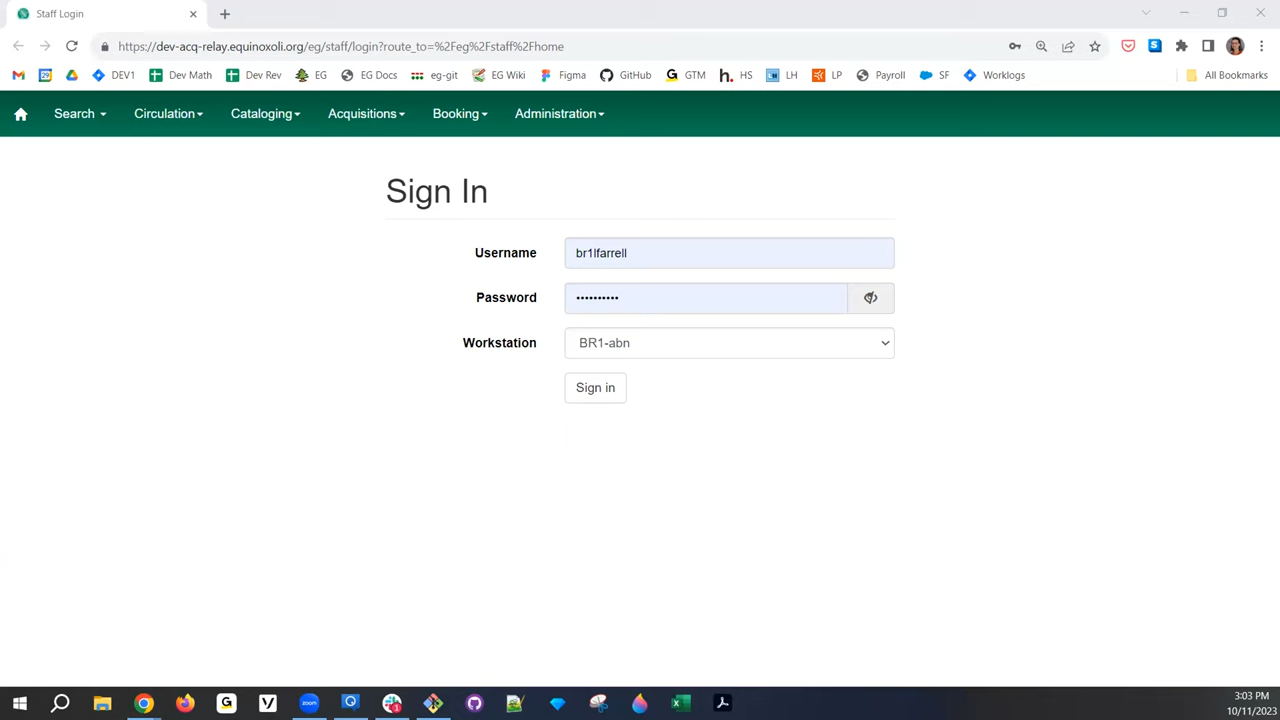 Staff Login
https://dev-acq-relay.equinoxoli.org/eg/staff/login?route_to=%2Feg%2Fstaff%2Fhome
DEV1 Dev Math Dev Rev EG EG Docs eg-git EG Wiki Figma GitHub GTM HS LH LP Payroll SF Worklogs All Bookmarks
Search Circulation Cataloging Acquisitions Booking Administration
Sign In
Username br1lfarrell
Password ••••••••••
Workstation BR1-abn
Sign in
zoom
3:03 PM
10/11/2023